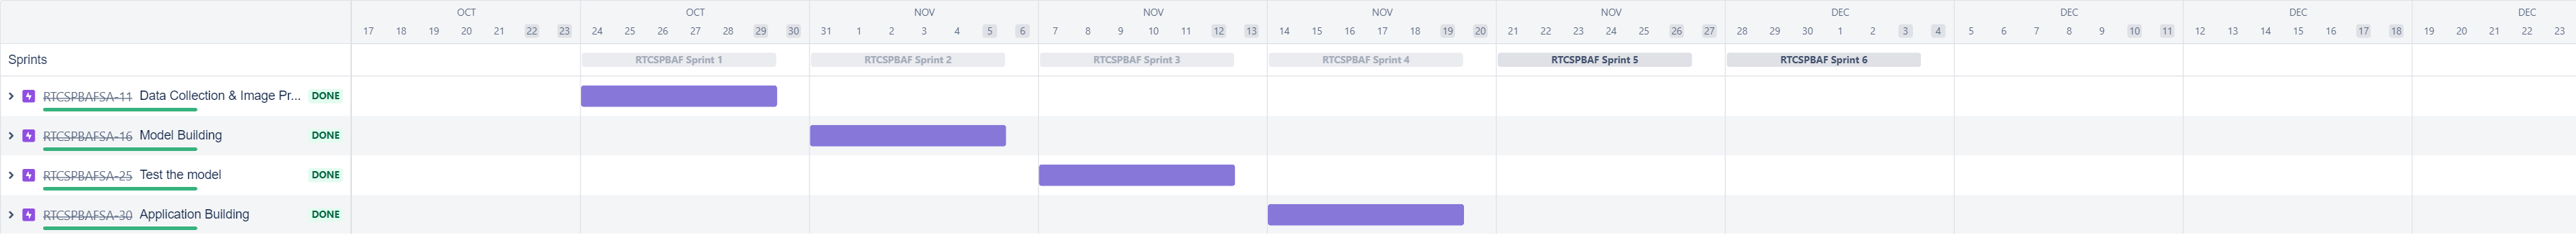 OCT OCT NOV NOV NOV NOV DEC DEC DEC DEC
17 18 19 20 21 22 23 24 25 26 27 28 29 30 31 1 2 3 4 5 6 7 8 9 10 11 12 13 14 15 16 17 18 19 20 21 22 23 24 25 26 27 28 29 30 1 2 3 4 5 6 7 8 9 10 11 12 13 14 15 16 17 18 19 20 21 22 23
Sprints RTCSPBAF Sprint 1 RTCSPBAF Sprint 2 RTCSPBAF Sprint 3 RTCSPBAF Sprint 4 RTCSPBAF Sprint 5 RTCSPBAF Sprint 6
RTCSPBAFSA-11 Data Collection & Image Pr... DONE
RTCSPBAFSA-16 Model Building DONE
RTCSPBAFSA-25 Test the model DONE
RTCSPBAFSA-30 Application Building DONE